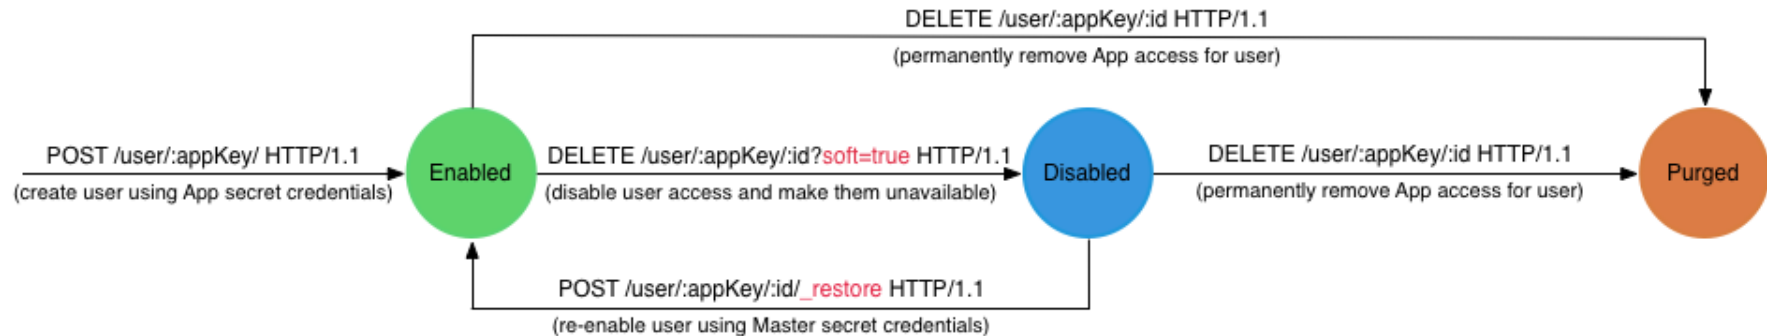 DELETE /user/:appKey/:id HTTP/1.1
(permanently remove App access for user)
POST /user/:appKey/ HTTP/1.1
(create user using App secret credentials)
Enabled
DELETE /user/:appKey/:id?soft=true HTTP/1.1
(disable user access and make them unavailable)
Disabled
DELETE /user/:appKey/:id HTTP/1.1
(permanently remove App access for user)
Purged
POST /user/:appKey/:id/_restore HTTP/1.1
(re-enable user using Master secret credentials)